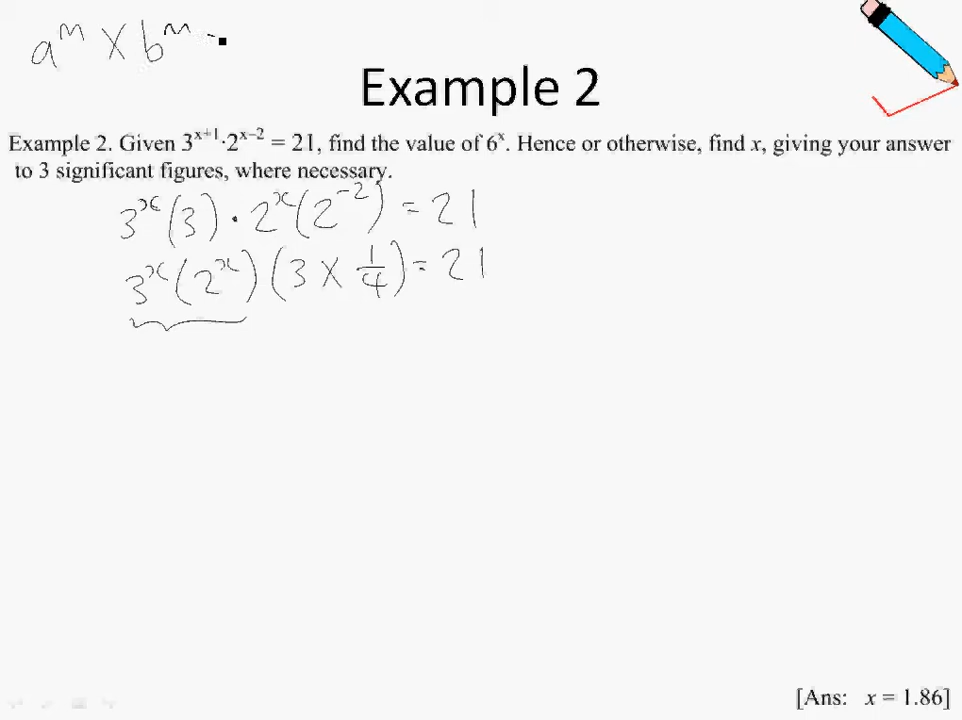 a^m × b^m =
Example 2
Example 2. Given 3^(x+1)·2^(x–2) = 21, find the value of 6^x. Hence or otherwise, find x, giving your answer
to 3 significant figures, where necessary.
3^x(3) · 2^x(2^-2) = 21
3^x(2^x)(3 × 1/4) = 21
[Ans: x = 1.86]